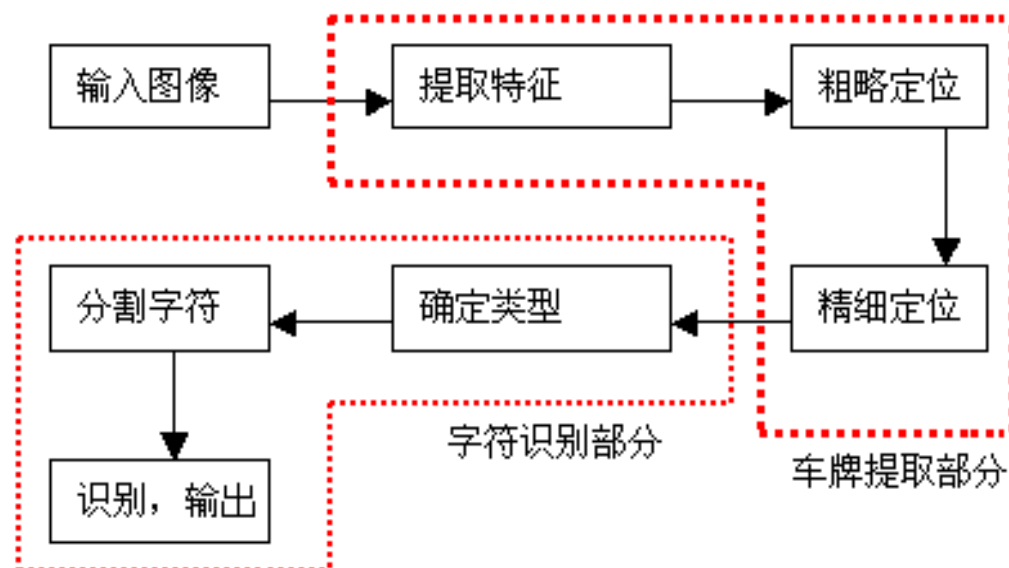 输入图像
提取特征
粗略定位
精细定位
确定类型
分割字符
识别，输出
字符识别部分
车牌提取部分